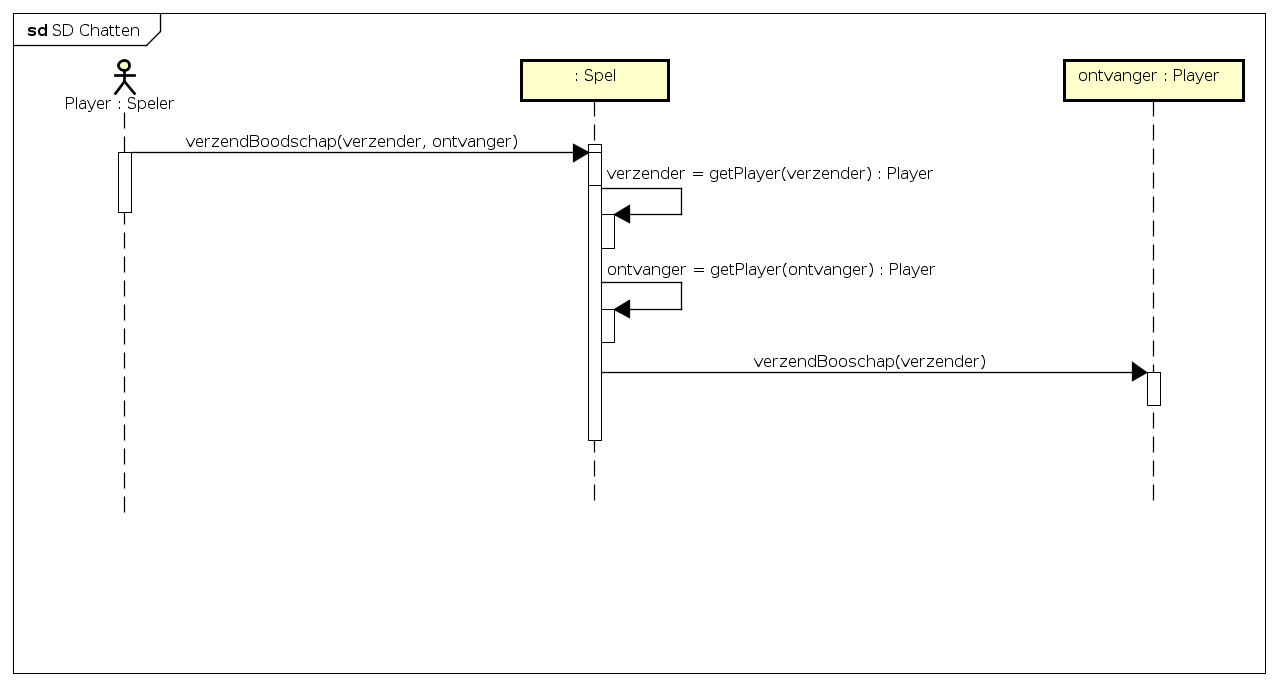 sd SD Chatten
Player : Speler
: Spel
ontvanger : Player
verzendBoodschap(verzender, ontvanger)
verzender = getPlayer(verzender) : Player
ontvanger = getPlayer(ontvanger) : Player
verzendBooschap(verzender)